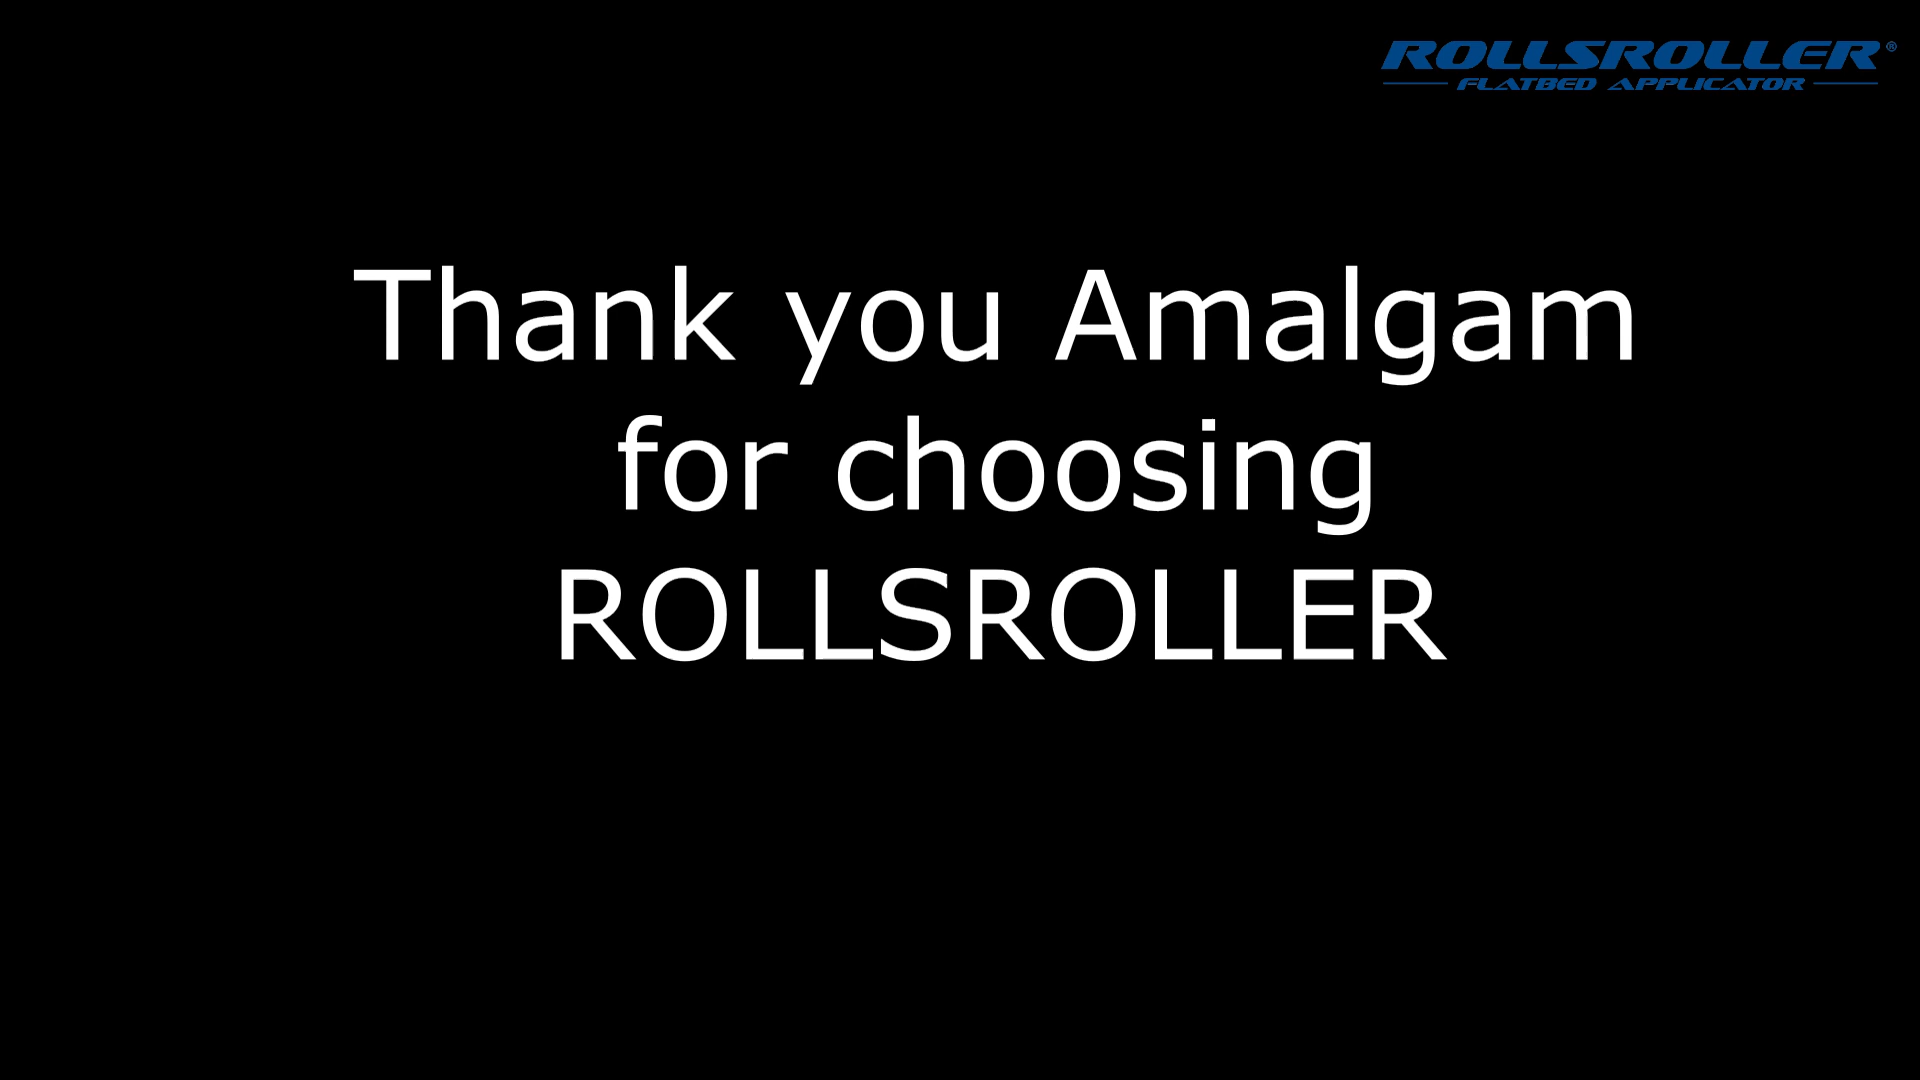 ROLLSROLLER®
FLATBED APPLICATOR
Thank you Amalgam
for choosing
ROLLSROLLER